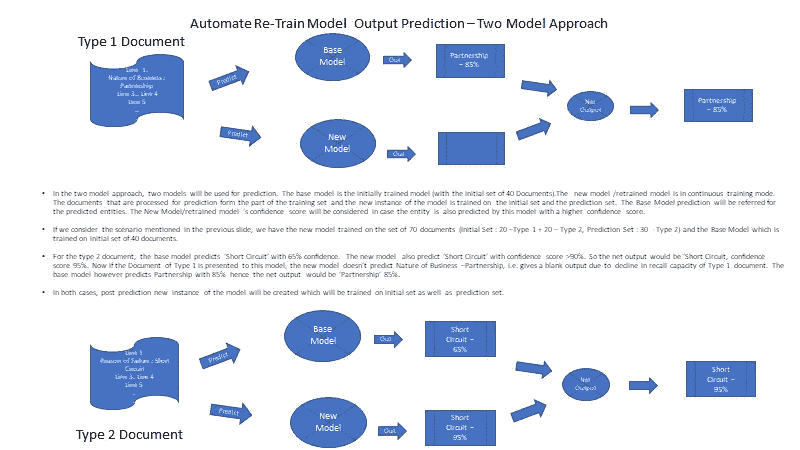 Automate Re-Train Model Output Prediction – Two Model Approach
Type 1 Document
Line 1..
Nature of Business :
Partnership
Line 3.. Line 4
Line 5
..
Predict
Base
Model
Out
Partnership
– 85%
Predict
New
Model
Out
Net
Output
Partnership
– 85%
• In the two model approach, two models will be used for prediction. The base model is the initially trained model (with the initial set of 40 Documents).The new model /retrained model is in continuous training mode.
The documents that are processed for prediction form the part of the training set and the new instance of the model is training on the initial set and the prediction set. The Base Model prediction will be referred for
the predicted entities. The New Model/retrained model 's confidence score will be considered in case the entity is also predicted by this model with a higher confidence score.
• If we consider the scenario mentioned in the previous slide, we have the new model trained on the set of 70 documents (Initial Set : 20 –Type 1 + 20 – Type 2, Prediction Set : 30 - Type 2) and the Base Model which is
trained on initial set of 40 documents.
• For the type 2 document, the base model predicts 'Short Circuit' with 65% confidence. The new model also predict 'Short Circuit' with confidence score >90%. So the net output would be 'Short Circuit, confidence
score 95%. Now if the Document of Type 1 is presented to this model, the new model doesn't predict Nature of Business –Partnership, i.e. gives a blank output due to decline in recall capacity of Type 1 document. The
base model however predicts Partnership with 85% hence the net output would be 'Partnership' 85%.
• In both cases, post prediction new instance of the model will be created which will be trained on initial set as well as prediction set.
Line 1
Reason of Failure : Short
Circuit
Line 3.. Line 4
Line 5
..
Predict
Base
Model
Out
Short
Circuit –
65%
Predict
New
Model
Out
Short
Circuit –
95%
Net
Output
Short
Circuit –
95%
Type 2 Document